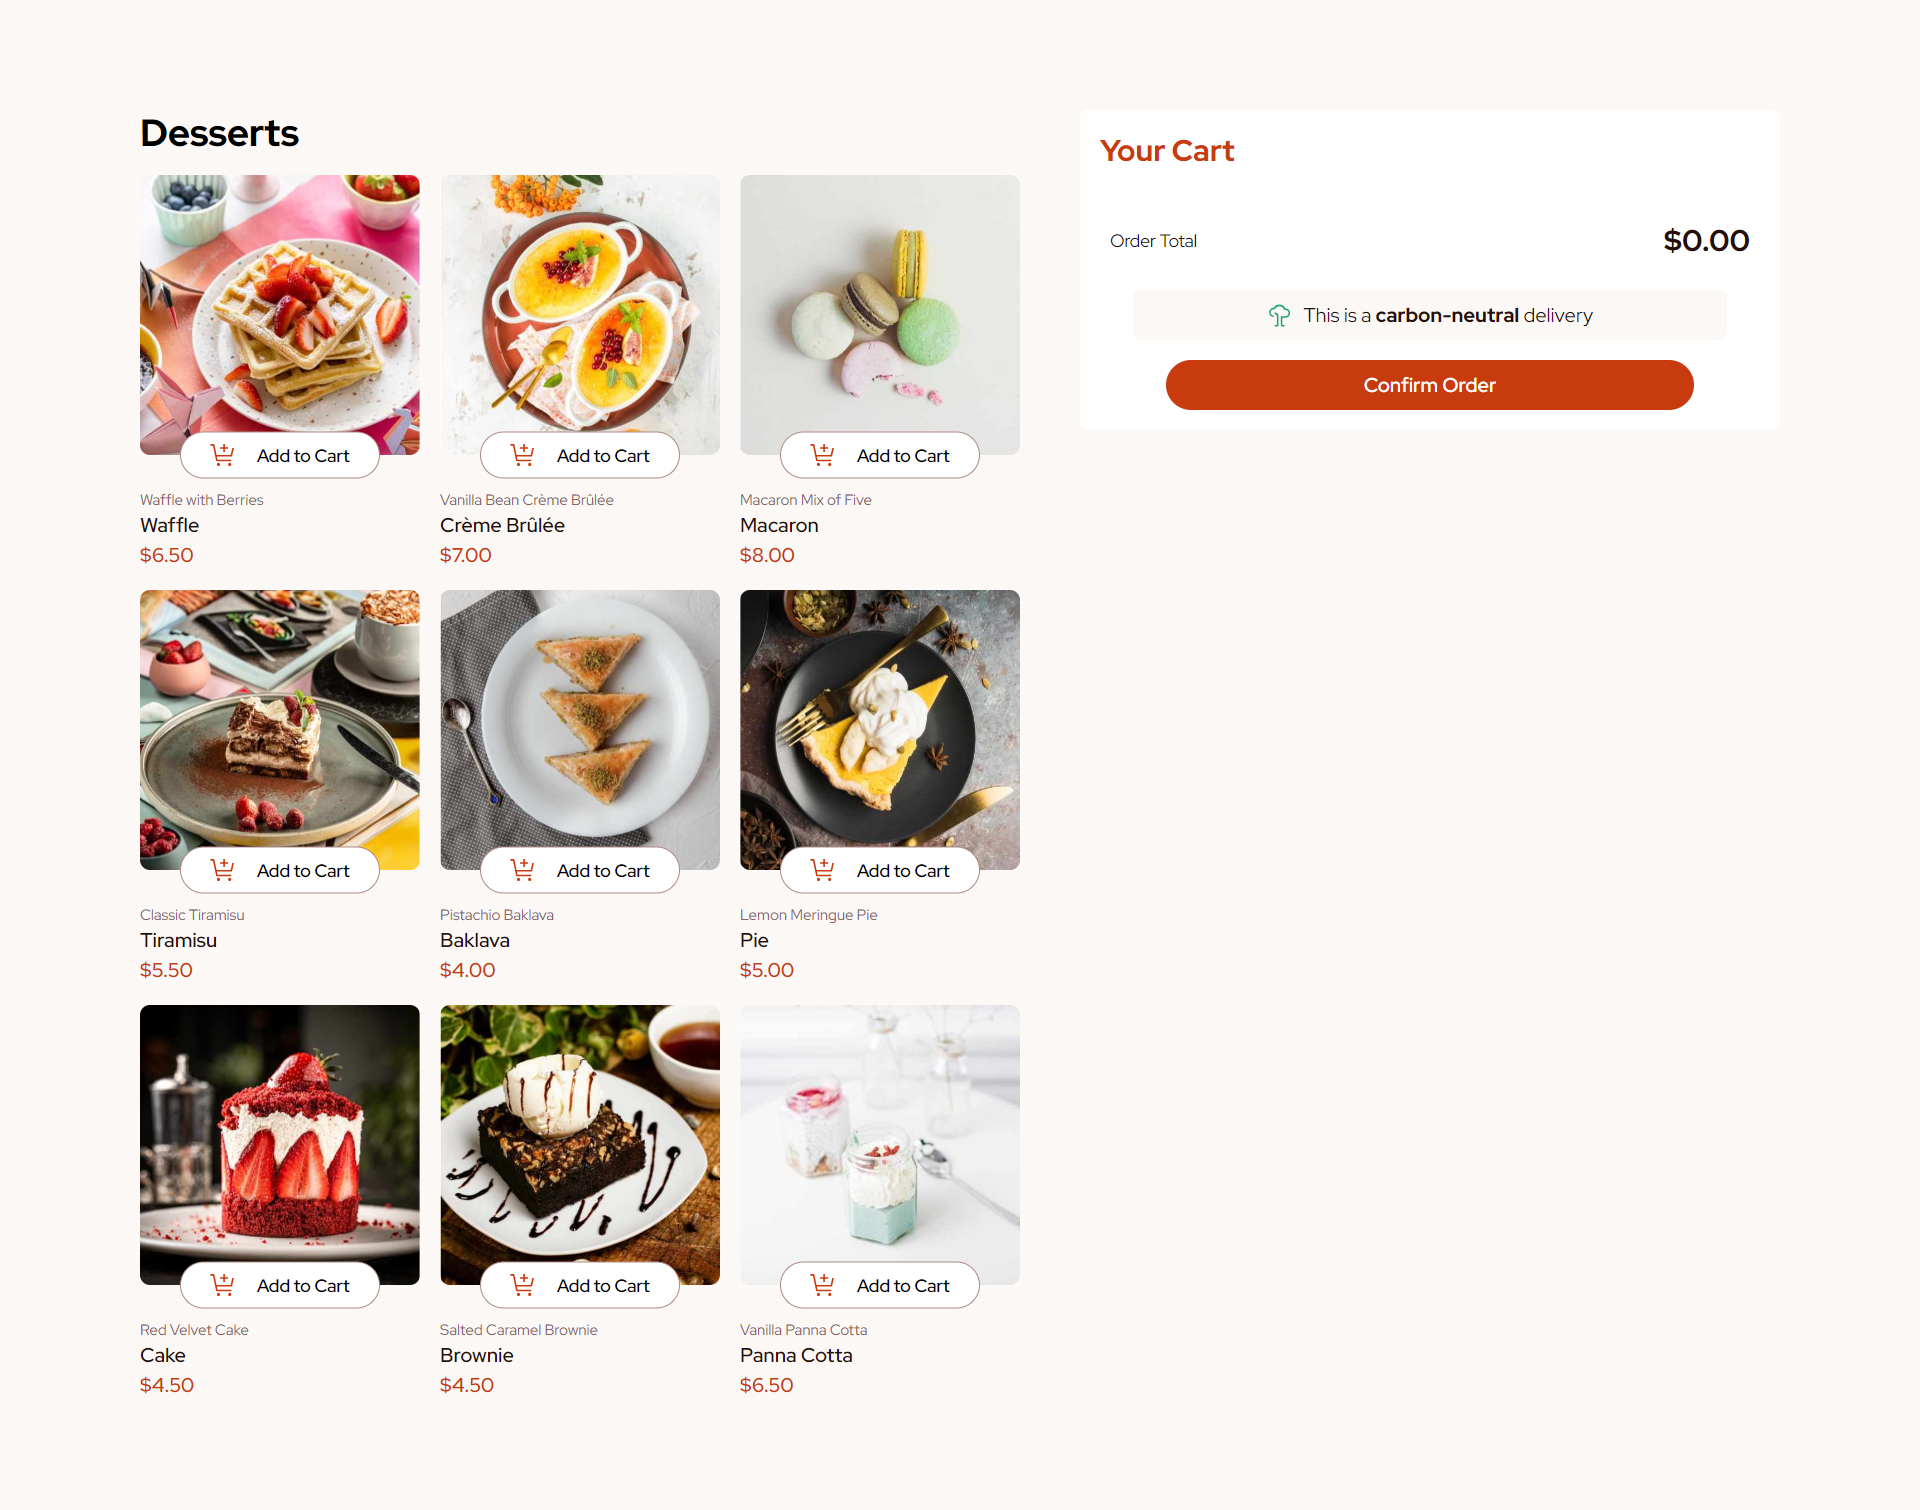 Desserts
Add to Cart
Waffle with Berries
Waffle
$6.50
Add to Cart
Vanilla Bean Crème Brûlée
Crème Brûlée
$7.00
Add to Cart
Macaron Mix of Five
Macaron
$8.00
Add to Cart
Classic Tiramisu
Tiramisu
$5.50
Add to Cart
Pistachio Baklava
Baklava
$4.00
Add to Cart
Lemon Meringue Pie
Pie
$5.00
Add to Cart
Red Velvet Cake
Cake
$4.50
Add to Cart
Salted Caramel Brownie
Brownie
$4.50
Add to Cart
Vanilla Panna Cotta
Panna Cotta
$6.50
Your Cart
Order Total $0.00
This is a carbon-neutral delivery
Confirm Order